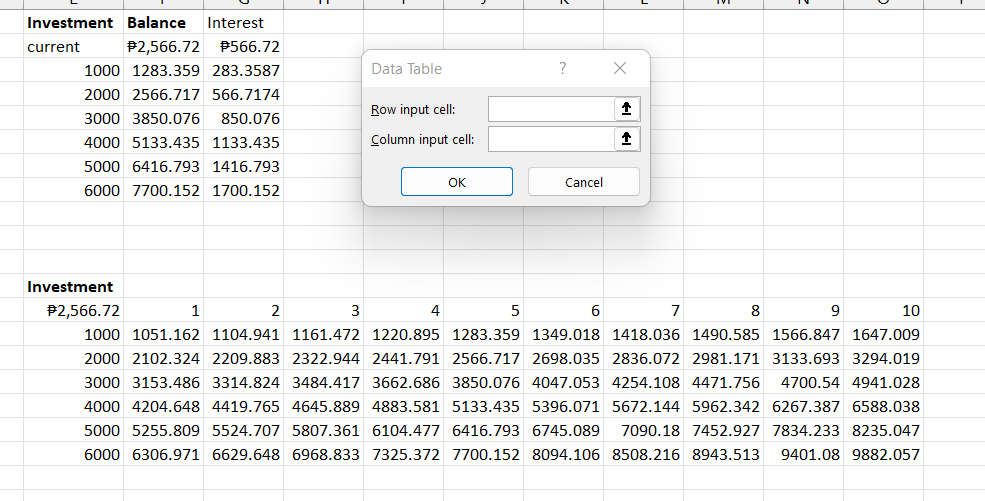 Investment Balance Interest
current ₱2,566.72 ₱566.72
1000 1283.359 283.3587
2000 2566.717 566.7174
3000 3850.076 850.076
4000 5133.435 1133.435
5000 6416.793 1416.793
6000 7700.152 1700.152
Data Table ?
Row input cell:
Column input cell:
OK Cancel
Investment
₱2,566.72 1 2 3 4 5 6 7 8 9 10
1000 1051.162 1104.941 1161.472 1220.895 1283.359 1349.018 1418.036 1490.585 1566.847 1647.009
2000 2102.324 2209.883 2322.944 2441.791 2566.717 2698.035 2836.072 2981.171 3133.693 3294.019
3000 3153.486 3314.824 3484.417 3662.686 3850.076 4047.053 4254.108 4471.756 4700.54 4941.028
4000 4204.648 4419.765 4645.889 4883.581 5133.435 5396.071 5672.144 5962.342 6267.387 6588.038
5000 5255.809 5524.707 5807.361 6104.477 6416.793 6745.089 7090.18 7452.927 7834.233 8235.047
6000 6306.971 6629.648 6968.833 7325.372 7700.152 8094.106 8508.216 8943.513 9401.08 9882.057